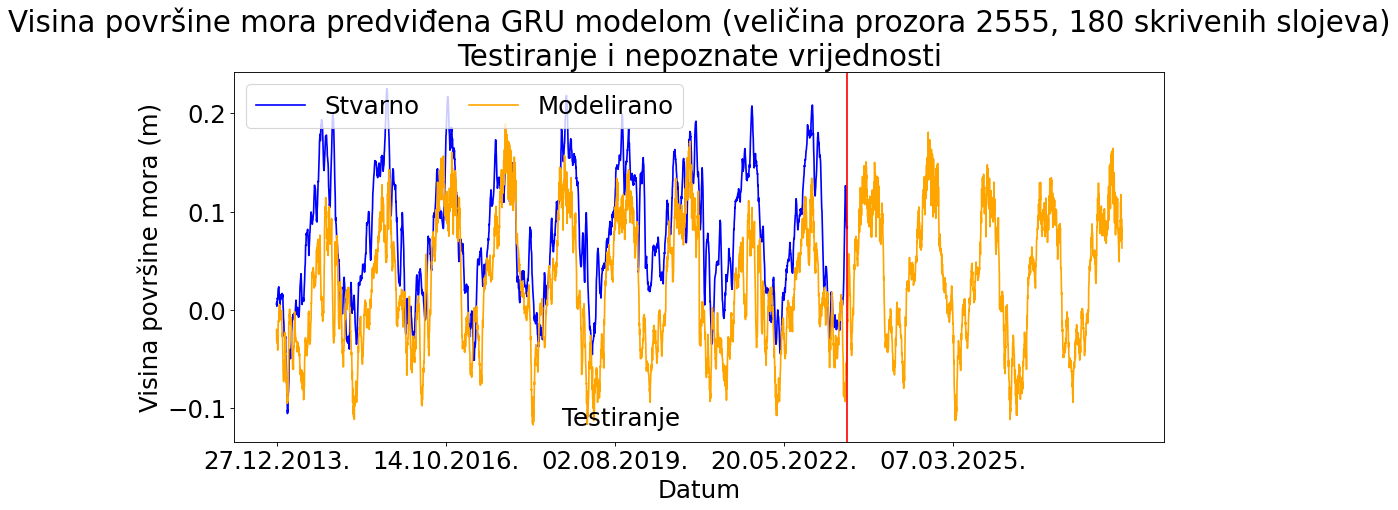 Visina površine mora predviđena GRU modelom (veličina prozora 2555, 180 skrivenih slojeva)
Testiranje i nepoznate vrijednosti
Stvarno
Modelirano
Visina površine mora (m)
0.2
0.1
0.0
−0.1
Testiranje
27.12.2013.
14.10.2016.
02.08.2019.
20.05.2022.
07.03.2025.
Datum